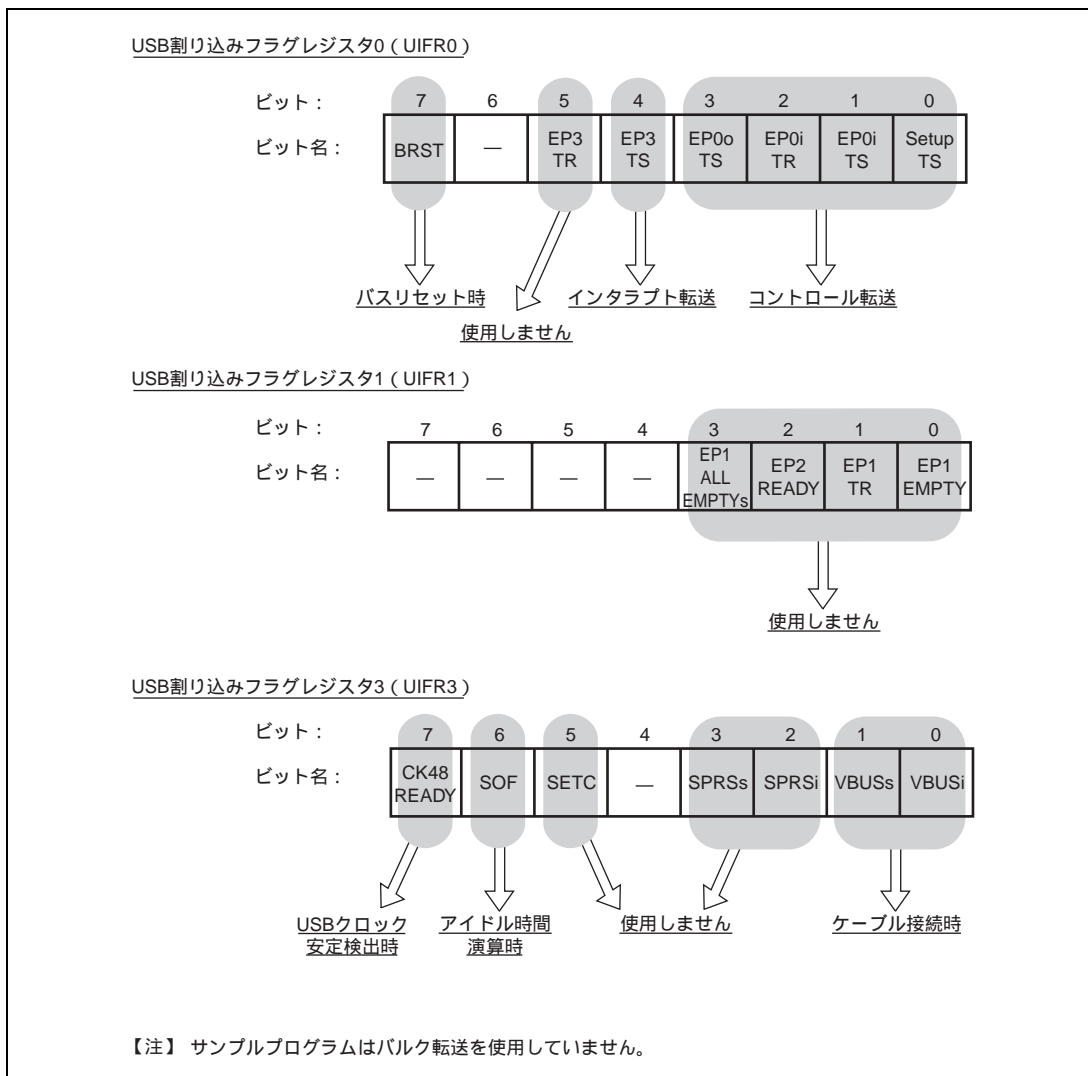 USB割り込みフラグレジスタ0（UIFR0）
ビット： 7 6 5 4 3 2 1 0
ビット名： BRST — EP3 TR EP3 TS EP0o TS EP0i TR EP0i TS Setup TS
バスリセット時 インタラプト転送 コントロール転送
使用しません
USB割り込みフラグレジスタ1（UIFR1）
ビット： 7 6 5 4 3 2 1 0
ビット名： — — — — EP1 ALL EMPTYs EP2 READY EP1 TR EP1 EMPTY
使用しません
USB割り込みフラグレジスタ3（UIFR3）
ビット： 7 6 5 4 3 2 1 0
ビット名： CK48 READY SOF SETC — SPRSs SPRSi VBUSs VBUSi
USBクロック アイドル時間 使用しません ケーブル接続時
安定検出時 演算時
【注】 サンプルプログラムはバルク転送を使用していません。